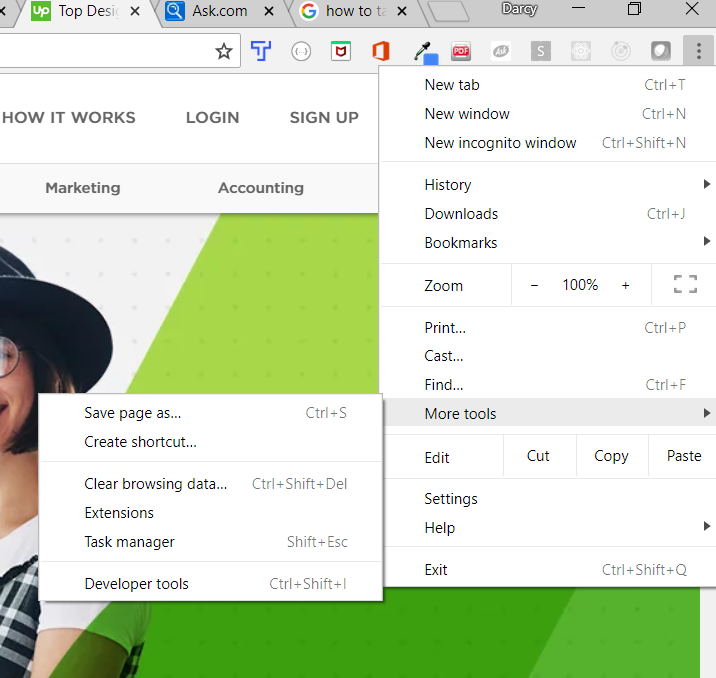 Up Top Desig
Ask.com
how to ta
Darcy
PDF
Ask
S
HOW IT WORKS LOGIN SIGN UP
Marketing Accounting
New tab Ctrl+T
New window Ctrl+N
New incognito window Ctrl+Shift+N
History
Downloads Ctrl+J
Bookmarks
Zoom − 100% +
Print... Ctrl+P
Cast...
Find... Ctrl+F
More tools
Edit Cut Copy Paste
Settings
Help
Exit Ctrl+Shift+Q
Save page as... Ctrl+S
Create shortcut...
Clear browsing data... Ctrl+Shift+Del
Extensions
Task manager Shift+Esc
Developer tools Ctrl+Shift+I